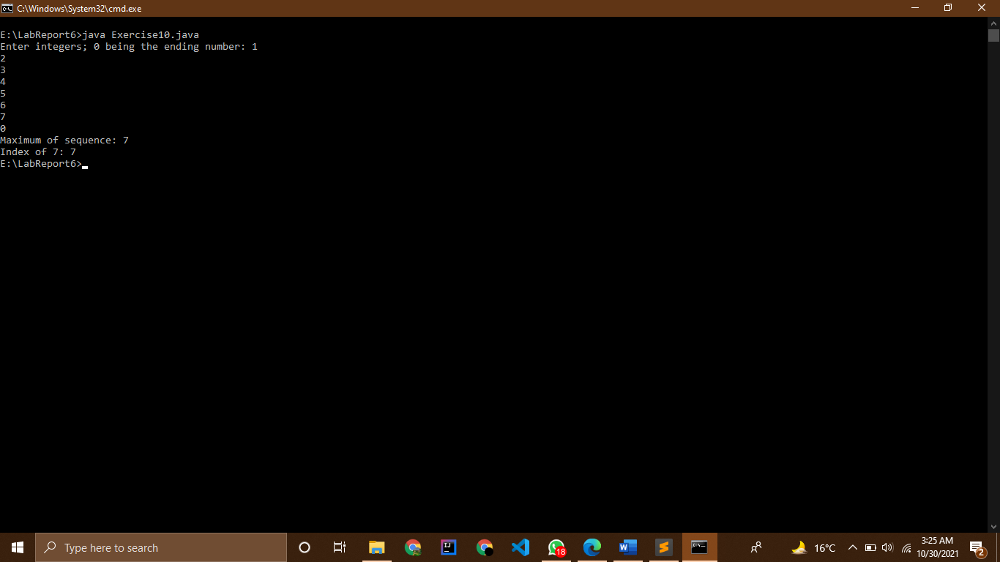 C:\Windows\System32\cmd.exe
E:\LabReport6>java Exercise10.java
Enter integers; 0 being the ending number: 1
2
3
4
5
6
7
0
Maximum of sequence: 7
Index of 7: 7
E:\LabReport6>
Type here to search
18
16°C
3:25 AM
10/30/2021
2